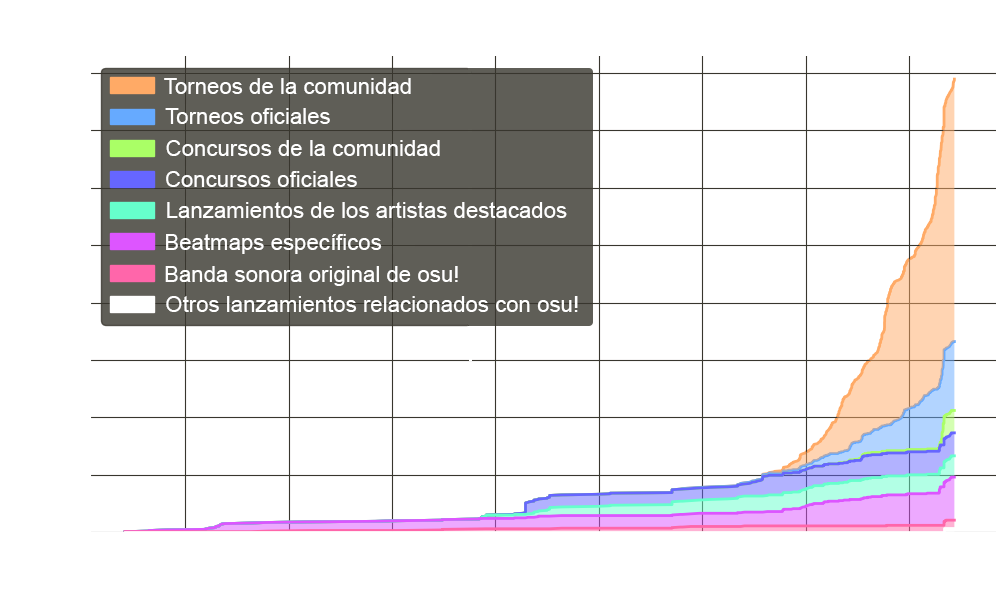 Torneos de la comunidad
Torneos oficiales
Concursos de la comunidad
Concursos oficiales
Lanzamientos de los artistas destacados
Beatmaps específicos
Banda sonora original de osu!
Otros lanzamientos relacionados con osu!